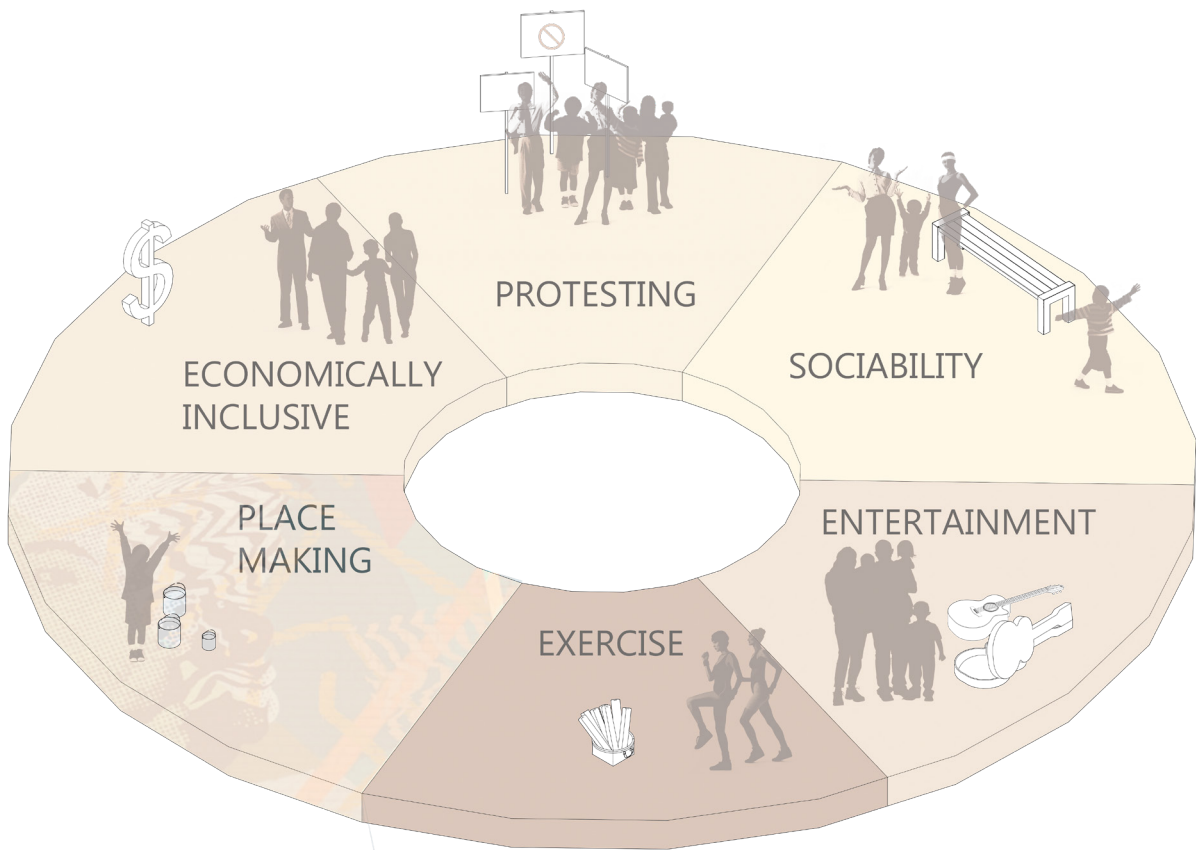 PROTESTING
SOCIABILITY
ECONOMICALLY
INCLUSIVE
PLACE
MAKING
ENTERTAINMENT
EXERCISE